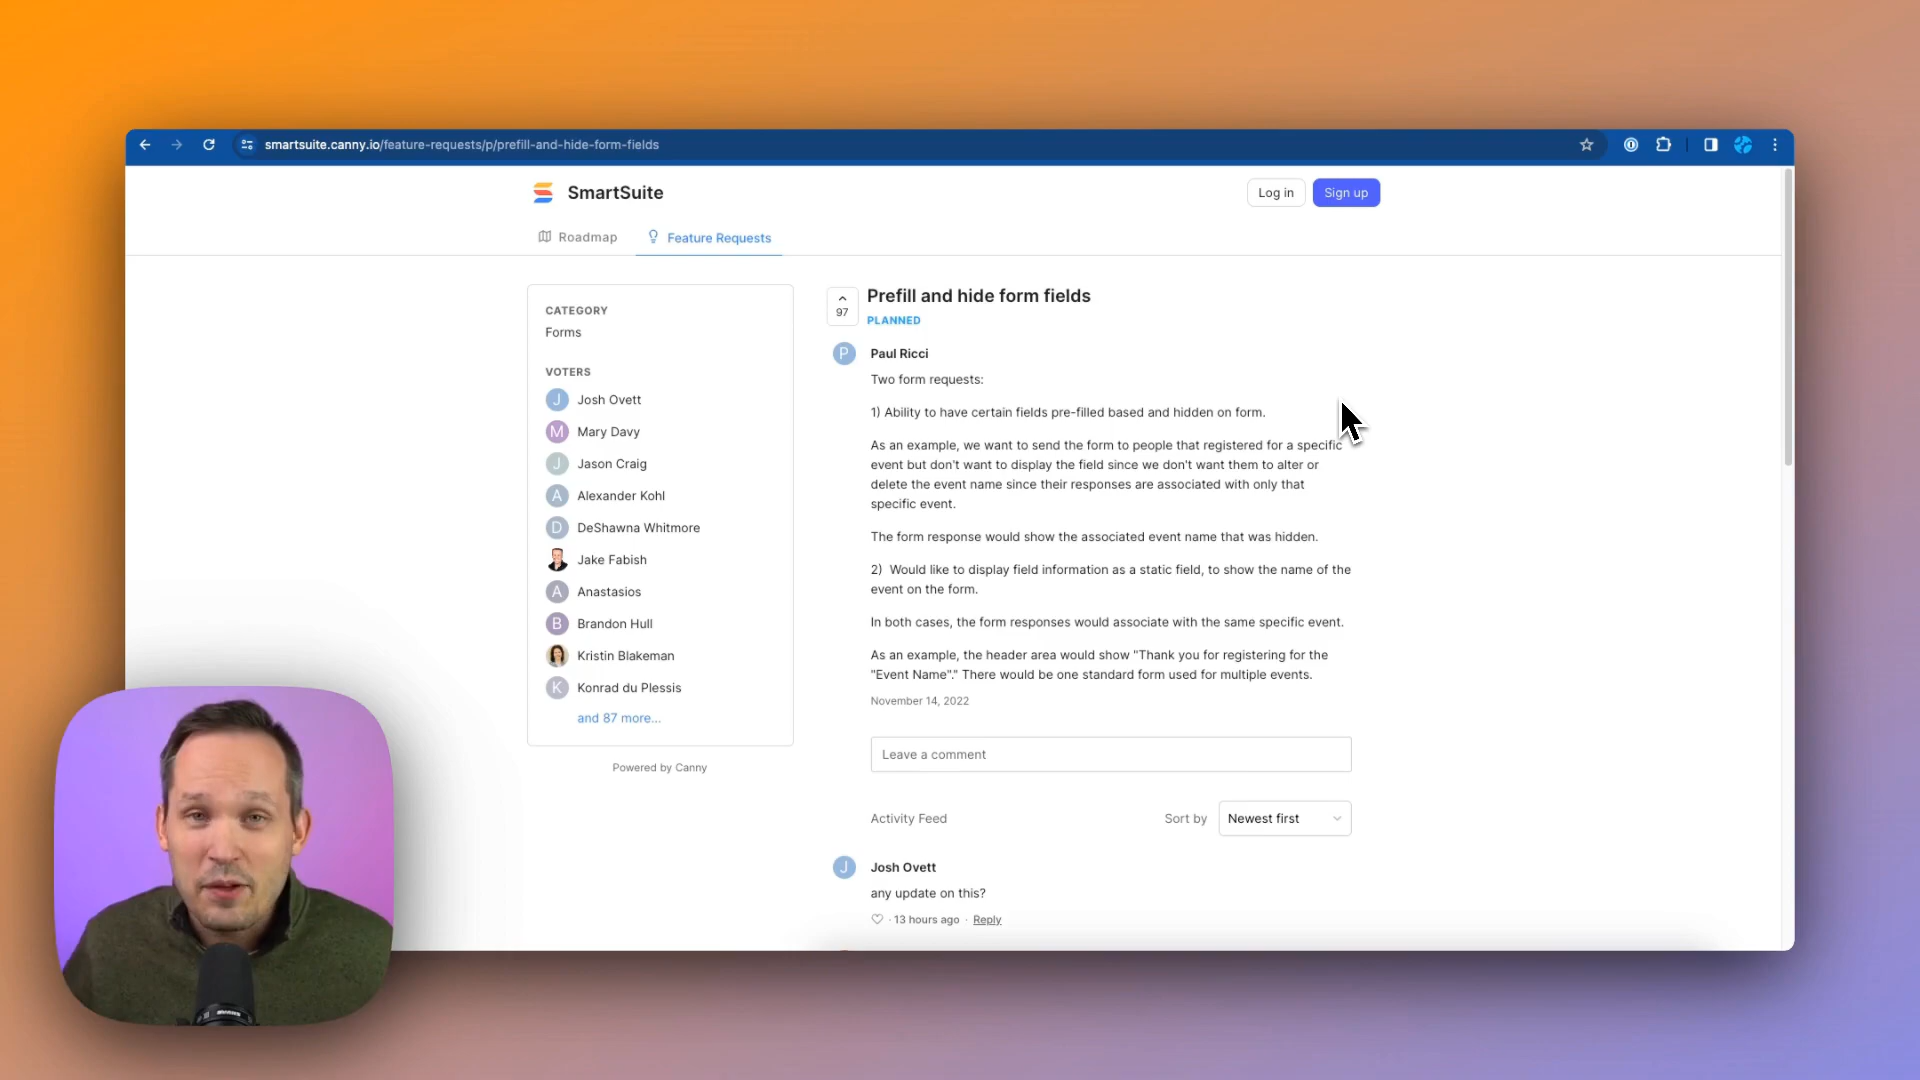 smartsuite.canny.io/feature-requests/p/prefill-and-hide-form-fields
SmartSuite
Log in
Sign up
Roadmap
Feature Requests
CATEGORY
Forms
VOTERS
J Josh Ovett
M Mary Davy
J Jason Craig
A Alexander Kohl
D DeShawna Whitmore
Jake Fabish
A Anastasios
B Brandon Hull
Kristin Blakeman
K Konrad du Plessis
and 87 more...
Powered by Canny
97
Prefill and hide form fields
PLANNED
P Paul Ricci
Two form requests:
1) Ability to have certain fields pre-filled based and hidden on form.
As an example, we want to send the form to people that registered for a specific
event but don't want to display the field since we don't want them to alter or
delete the event name since their responses are associated with only that
specific event.
The form response would show the associated event name that was hidden.
2)  Would like to display field information as a static field, to show the name of the
event on the form.
In both cases, the form responses would associate with the same specific event.
As an example, the header area would show "Thank you for registering for the
"Event Name"." There would be one standard form used for multiple events.
November 14, 2022
Leave a comment
Activity Feed
Sort by
Newest first
J Josh Ovett
any update on this?
· 13 hours ago · Reply